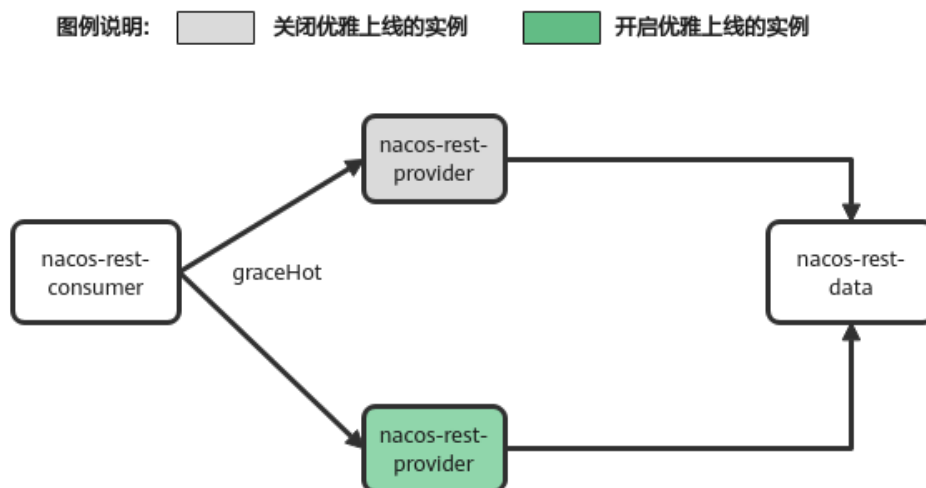 图例说明: 关闭优雅上线的实例 开启优雅上线的实例
nacos-rest-
provider
nacos-rest-
consumer
graceHot
nacos-rest-
data
nacos-rest-
provider